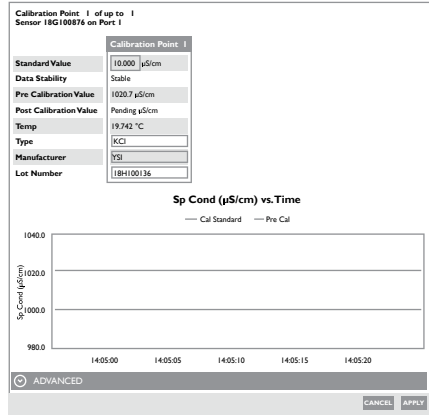 Calibration Point 1 of up to 1
Sensor 18G100876 on Port 1
Calibration Point 1
Standard Value 10.000 µS/cm
Data Stability Stable
Pre Calibration Value 1020.7 µS/cm
Post Calibration Value Pending µS/cm
Temp 19.742 °C
Type KCl
Manufacturer YSI
Lot Number 18H100136
Sp Cond (µS/cm) vs. Time
Cal Standard Pre Cal
Sp Cond (µS/cm)
1040.0
1020.0
1000.0
980.0
14:05:00 14:05:05 14:05:10 14:05:15 14:05:20
ADVANCED
CANCEL APPLY